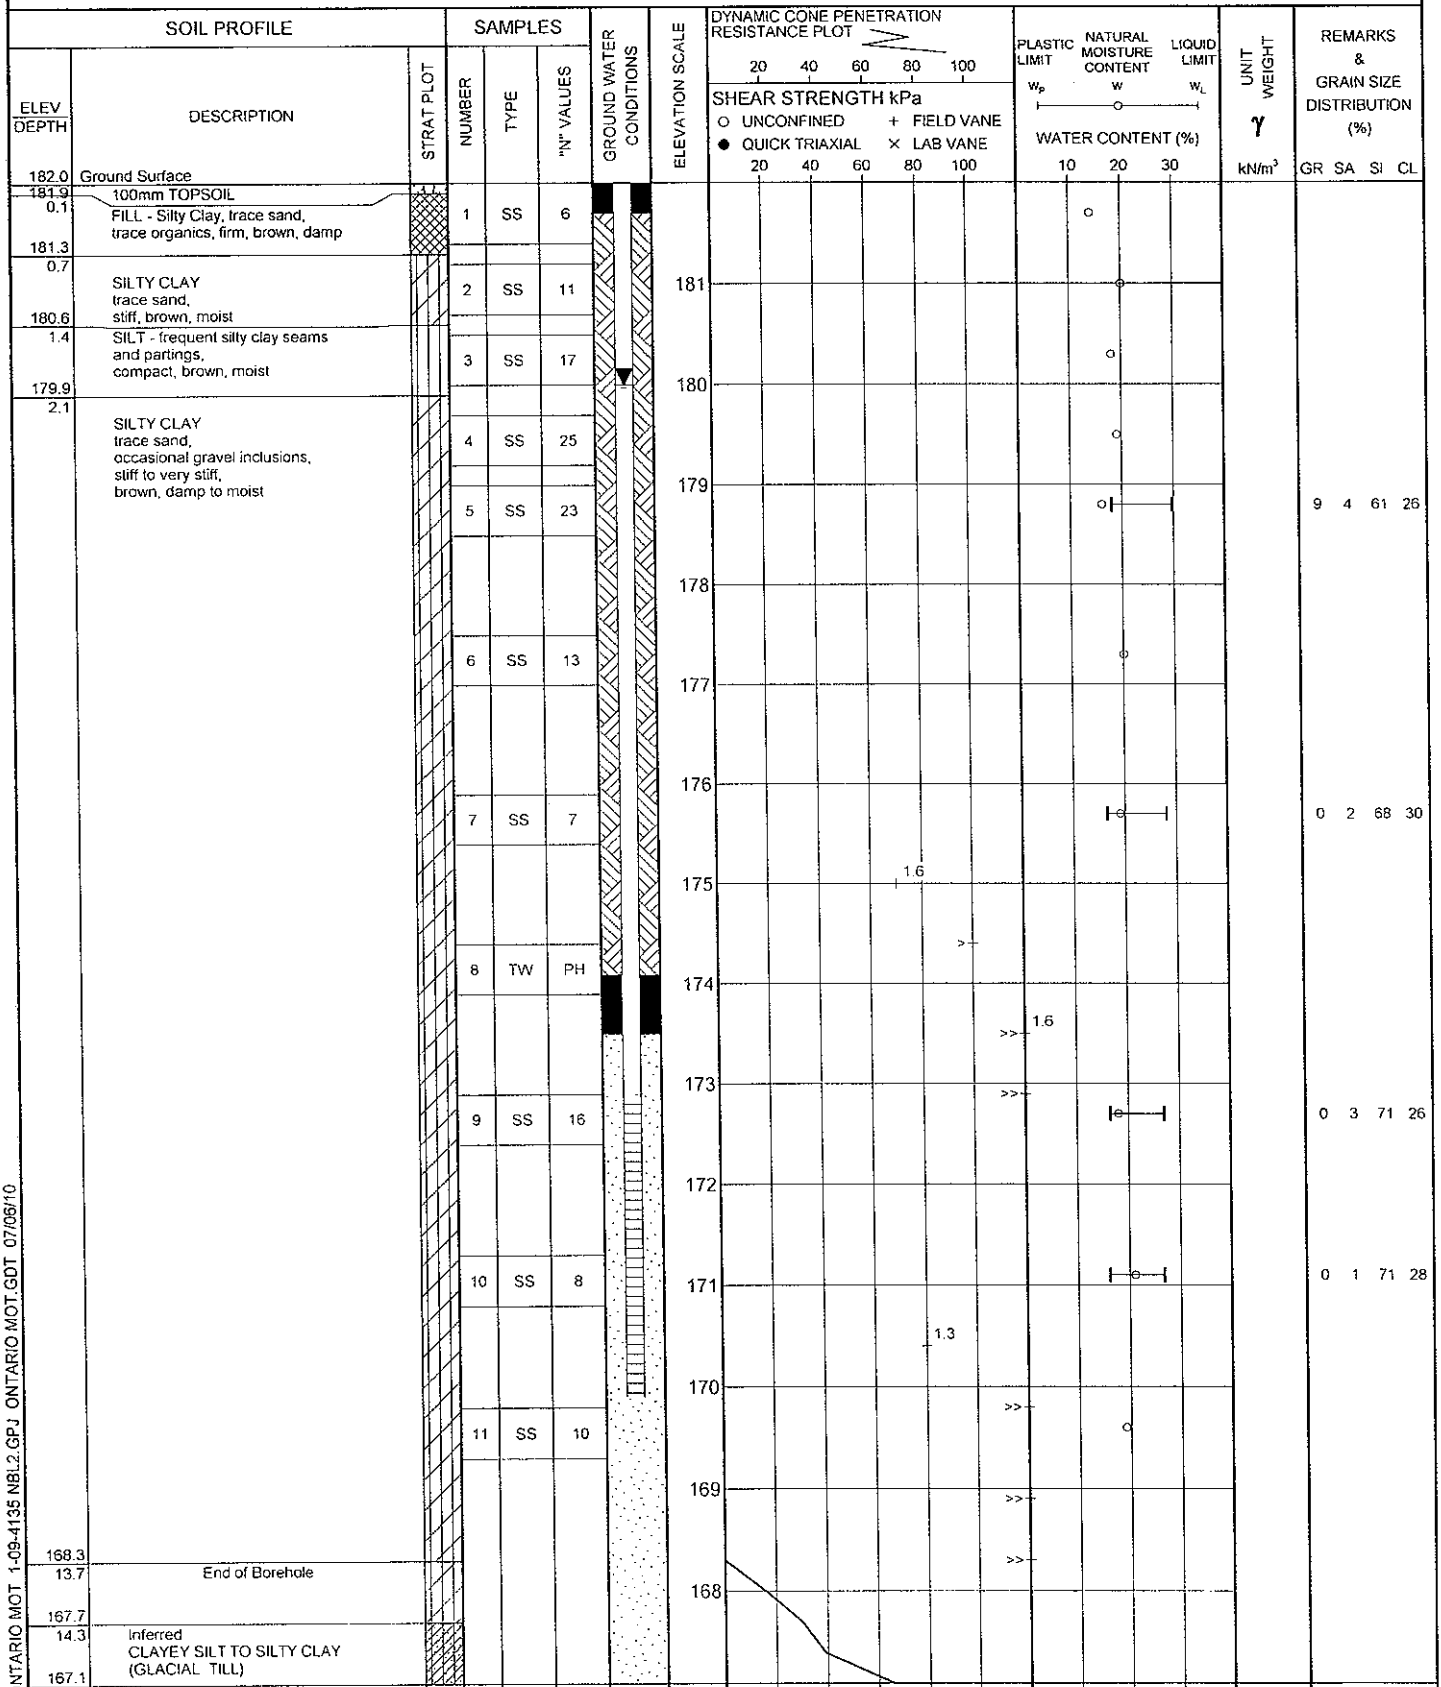 SOIL PROFILE
SAMPLES
GROUND WATER CONDITIONS
ELEVATION SCALE
DYNAMIC CONE PENETRATION
RESISTANCE PLOT
20 40 60 80 100
SHEAR STRENGTH kPa
O UNCONFINED + FIELD VANE
● QUICK TRIAXIAL × LAB VANE
20 40 60 80 100
PLASTIC LIMIT
NATURAL MOISTURE CONTENT
LIQUID LIMIT
WP W WL
WATER CONTENT (%)
10 20 30
UNIT WEIGHT
γ
kN/m³
REMARKS
&
GRAIN SIZE
DISTRIBUTION
(%)
GR SA SI CL
ELEV
DEPTH
DESCRIPTION
STRAT PLOT
NUMBER
TYPE
"N" VALUES
182.0 Ground Surface
181.9 100mm TOPSOIL
0.1 FILL - Silty Clay, trace sand,
trace organics, firm, brown, damp
1 SS 6
181.3
0.7
SILTY CLAY
trace sand,
stiff, brown, moist
2 SS 11
181
180.6
1.4 SILT - frequent silty clay seams
and partings,
compact, brown, moist
3 SS 17
180
179.9
2.1
SILTY CLAY
trace sand,
occasional gravel inclusions,
stiff to very stiff,
brown, damp to moist
4 SS 25
179
5 SS 23
9 4 61 26
178
6 SS 13
177
176
7 SS 7
0 2 68 30
175
1.6
>
8 TW PH
174
>> 1.6
173
>>
9 SS 16
0 3 71 26
172
10 SS 8
171
0 1 71 28
1.3
170
>>
11 SS 10
169
>>
>>
168.3
13.7 End of Borehole
168
167.7
14.3 Inferred
CLAYEY SILT TO SILTY CLAY
(GLACIAL TILL)
167.1
NTARIO MOT 1-09-4135 NBL2.GPJ ONTARIO MOT.GDT 07/06/10